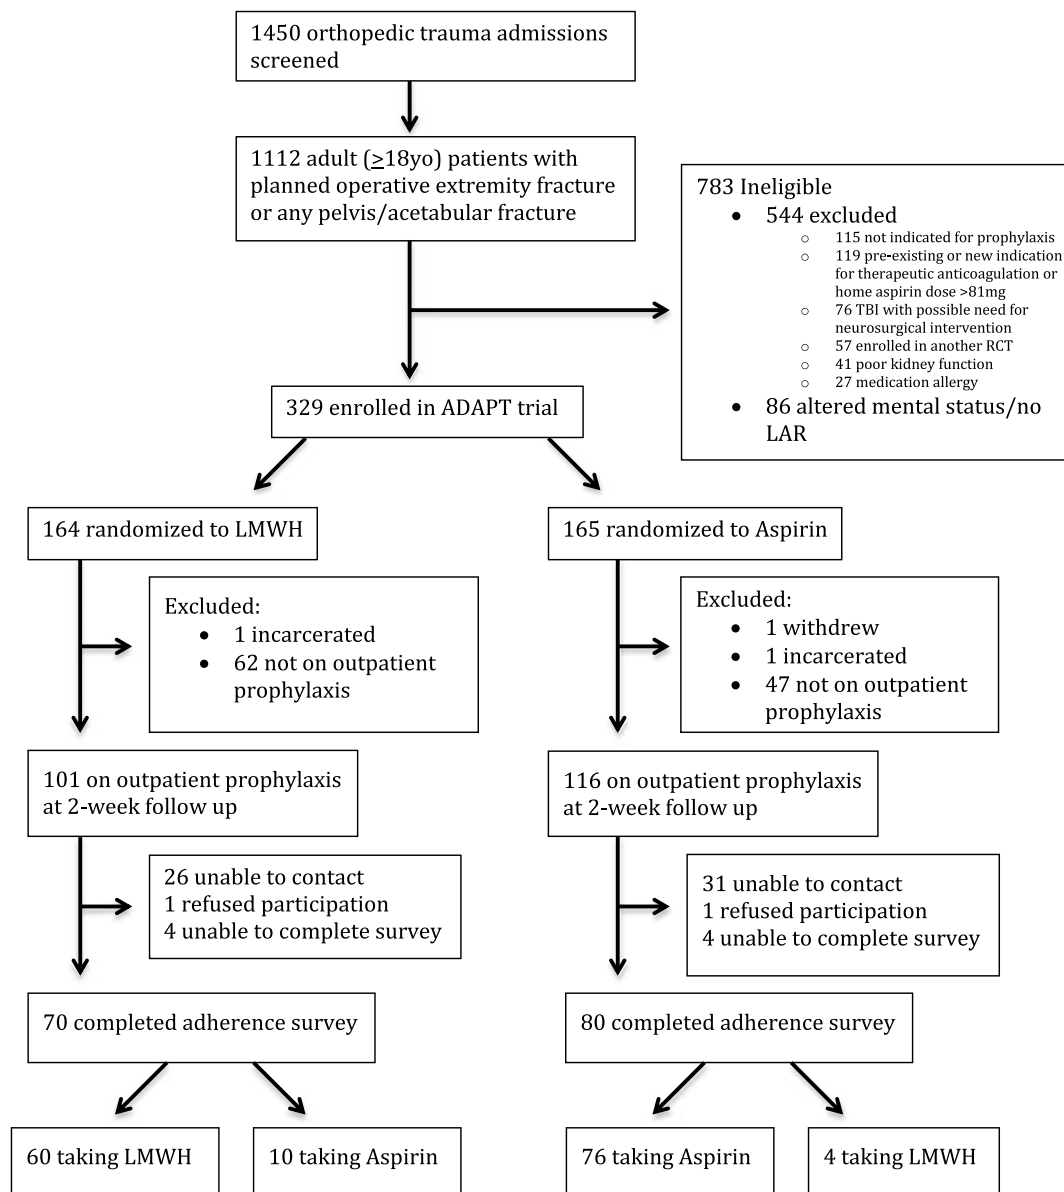 1450 orthopedic trauma admissions
screened
1112 adult (≥18yo) patients with
planned operative extremity fracture
or any pelvis/acetabular fracture
783 Ineligible
• 544 excluded
○ 115 not indicated for prophylaxis
○ 119 pre-existing or new indication
for therapeutic anticoagulation or
home aspirin dose >81mg
○ 76 TBI with possible need for
neurosurgical intervention
○ 57 enrolled in another RCT
○ 41 poor kidney function
○ 27 medication allergy
• 86 altered mental status/no
LAR
329 enrolled in ADAPT trial
164 randomized to LMWH
165 randomized to Aspirin
Excluded:
• 1 incarcerated
• 62 not on outpatient
prophylaxis
Excluded:
• 1 withdrew
• 1 incarcerated
• 47 not on outpatient
prophylaxis
101 on outpatient prophylaxis
at 2-week follow up
116 on outpatient prophylaxis
at 2-week follow up
26 unable to contact
1 refused participation
4 unable to complete survey
31 unable to contact
1 refused participation
4 unable to complete survey
70 completed adherence survey
80 completed adherence survey
60 taking LMWH
10 taking Aspirin
76 taking Aspirin
4 taking LMWH